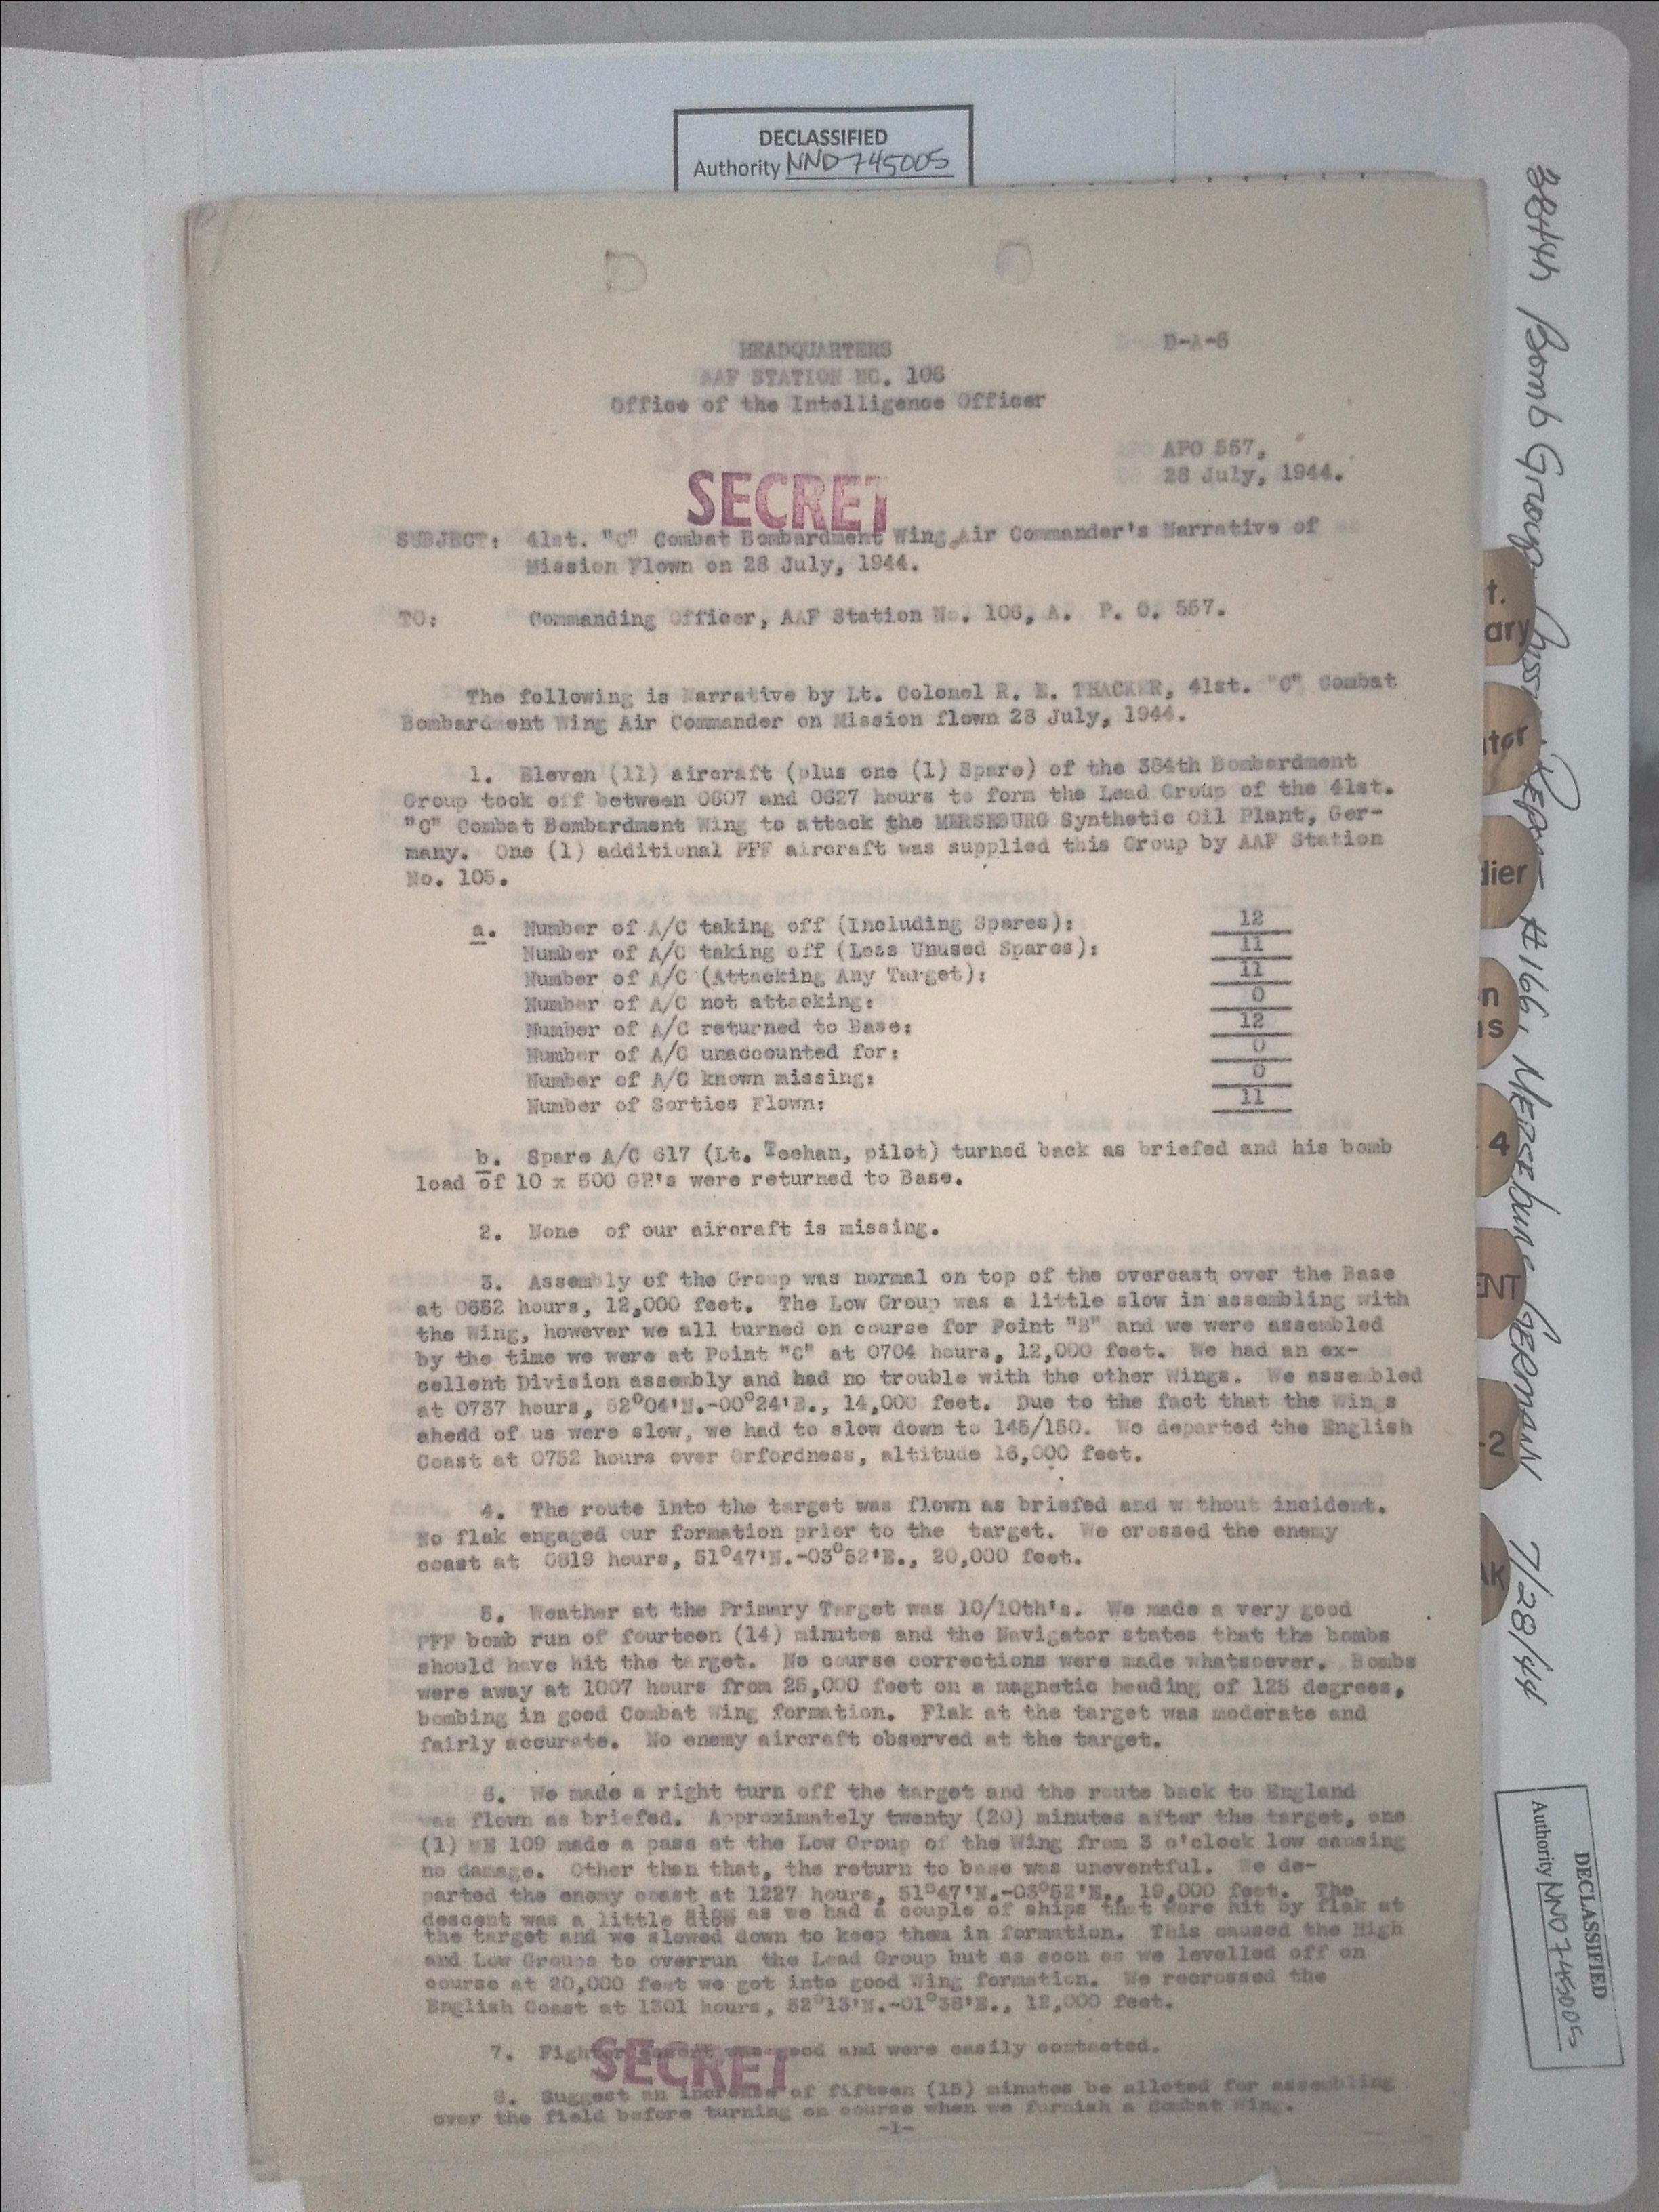 DECLASSIFIED
Authority NND 745005
HEADQUARTERS
D-A-5
AAF STATION NO. 106
Office of the Intelligence Officer
APO 557,
28 July, 1944.
SECRET
SUBJECT: 41st. "C" Combat Bombardment Wing Air Commander's Narrative of
Mission Flown on 28 July, 1944.
TO: Commanding Officer, AAF Station No. 106, A. P. O. 557.
The following is Narrative by Lt. Colonel R. E. THACKER, 41st. "C" Combat
Bombardment Wing Air Commander on Mission flown 28 July, 1944.
1. Eleven (11) aircraft (plus one (1) Spare) of the 384th Bombardment
Group took off between 0607 and 0627 hours to form the Lead Group of the 41st.
"C" Combat Bombardment Wing to attack the MERSEBURG Synthetic Oil Plant, Ger-
many. One (1) additional PFF aircraft was supplied this Group by AAF Station
No. 105.
a. Number of A/C taking off (Including Spares): 12
Number of A/C taking off (Less Unused Spares): 11
Number of A/C (Attacking Any Target): 11
Number of A/C not attacking: 0
Number of A/C returned to Base: 12
Number of A/C unaccounted for: 0
Number of A/C known missing: 0
Number of Sorties Flown: 11
b. Spare A/C 617 (Lt. Teehan, pilot) turned back as briefed and his bomb
load of 10 x 500 GP's were returned to Base.
2. None of our aircraft is missing.
3. Assembly of the Group was normal on top of the overcast over the Base
at 0652 hours, 12,000 feet. The Low Group was a little slow in assembling with
the Wing, however we all turned on course for Point "B" and we were assembled
by the time we were at Point "C" at 0704 hours, 12,000 feet. We had an ex-
cellent Division assembly and had no trouble with the other Wings. We assembled
at 0737 hours, 52°04'N.-00°24'E., 14,000 feet. Due to the fact that the Wings
ahead of us were slow, we had to slow down to 145/150. We departed the English
Coast at 0752 hours over Orfordness, altitude 16,000 feet.
4. The route into the target was flown as briefed and without incident.
No flak engaged our formation prior to the target. We crossed the enemy
coast at 0819 hours, 51°47'N.-03°52'E., 20,000 feet.
5. Weather at the Primary Target was 10/10th's. We made a very good
PFF bomb run of fourteen (14) minutes and the Navigator states that the bombs
should have hit the target. No course corrections were made whatsoever. Bombs
were away at 1007 hours from 25,000 feet on a magnetic heading of 125 degrees,
bombing in good Combat Wing formation. Flak at the target was moderate and
fairly accurate. No enemy aircraft observed at the target.
6. We made a right turn off the target and the route back to England
was flown as briefed. Approximately twenty (20) minutes after the target, one
(1) ME 109 made a pass at the Low Group of the Wing from 3 o'clock low causing
no damage. Other than that, the return to base was uneventful. We de-
parted the enemy coast at 1227 hours, 51°47'N.-03°52'E., 19,000 feet. The
descent was a little slow as we had a couple of ships that were hit by flak at
the target and we slowed down to keep them in formation. This caused the High
and Low Groups to overrun the Lead Group but as soon as we levelled off on
course at 20,000 feet we got into good Wing formation. We recrossed the
English Coast at 1301 hours, 52°13'N.-01°38'E., 12,000 feet.
7. Fighter escort was good and were easily contacted.
SECRET
8. Suggest an increase of fifteen (15) minutes be alloted for assembling
over the field before turning on course when we furnish a Combat Wing.
-1-
384th Bomb Group, Mission Report #166, Merseburg, GERMANY 7/28/44
t.
ary
tor
dier
n
s
4
ENT
-2
AK
DECLASSIFIED
Authority NND 745005